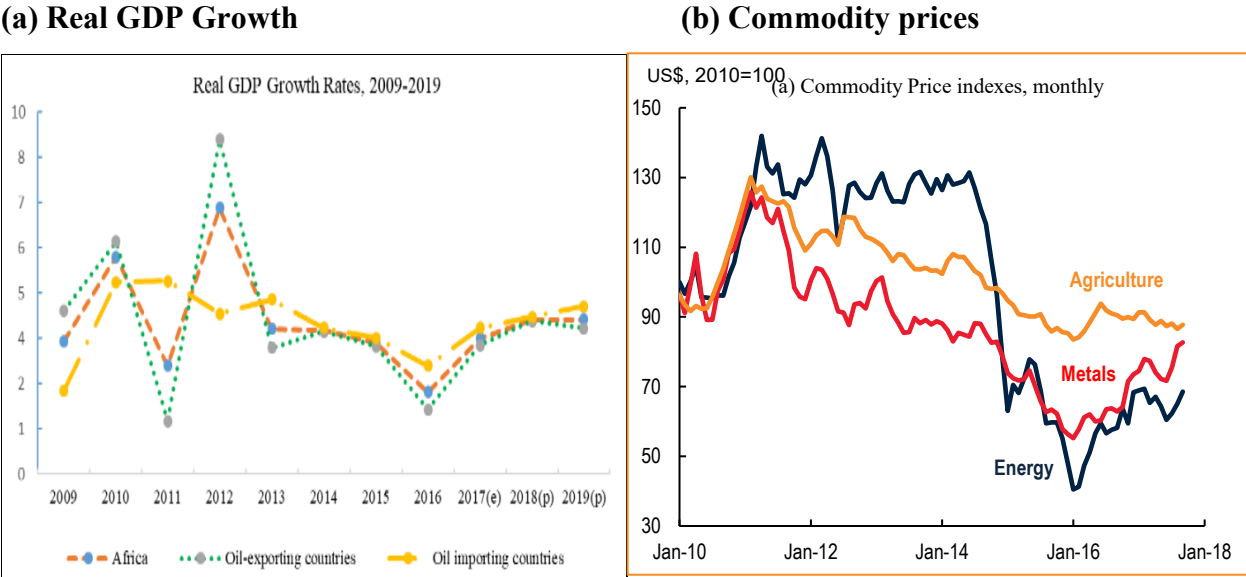 (a) Real GDP Growth
(b) Commodity prices
Real GDP Growth Rates, 2009-2019
10
8
7
6
5
4
2
1
0
2009 2010 2011 2012 2013 2014 2015 2016 2017(e) 2018(p) 2019(p)
Africa Oil-exporting countries Oil importing countries
US$, 2010=100
(a) Commodity Price indexes, monthly
150
130
110
90
70
50
30
Agriculture
Metals
Energy
Jan-10 Jan-12 Jan-14 Jan-16 Jan-18